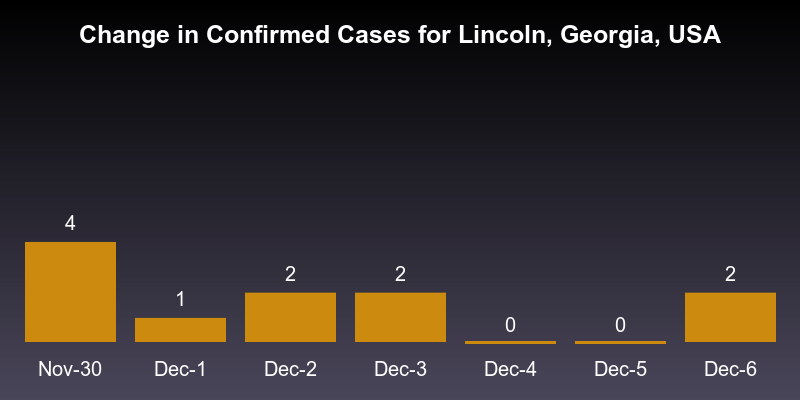 Change in Confirmed Cases for Lincoln, Georgia, USA
4
1
2
2
0
0
2
Nov-30
Dec-1
Dec-2
Dec-3
Dec-4
Dec-5
Dec-6